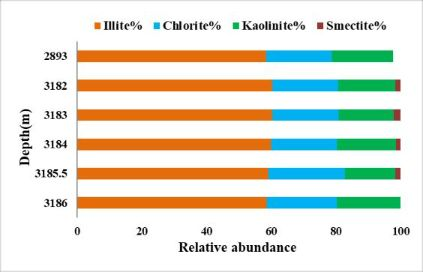 Illite% Chlorite% Kaolinite% Smectite%
2893
3182
3183
3184
3185.5
3186
Depth(m)
0 20 40 60 80 100
Relative abundance